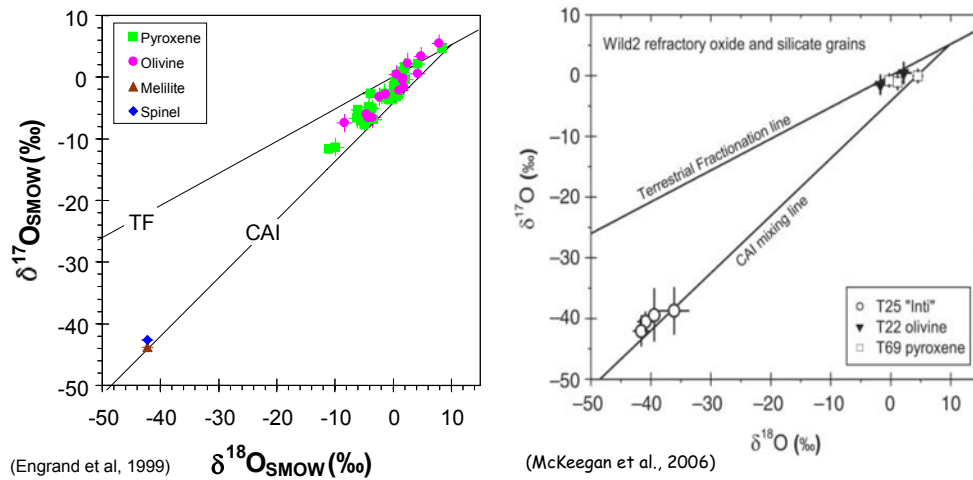 10
0
-10
-20
-30
-40
-50
-50
-40
-30
-20
-10
0
10
δ17OSMOW(‰)
δ18OSMOW(‰)
Pyroxene
Olivine
Melilite
Spinel
TF
CAI
(Engrand et al, 1999)
10
0
−10
−20
−30
−40
−50
−50
−40
−30
−20
−10
0
10
δ17O (‰)
δ18O (‰)
Wild2 refractory oxide and silicate grains
Terrestrial Fractionation line
CAI mixing line
T25 "Inti"
T22 olivine
T69 pyroxene
(McKeegan et al., 2006)